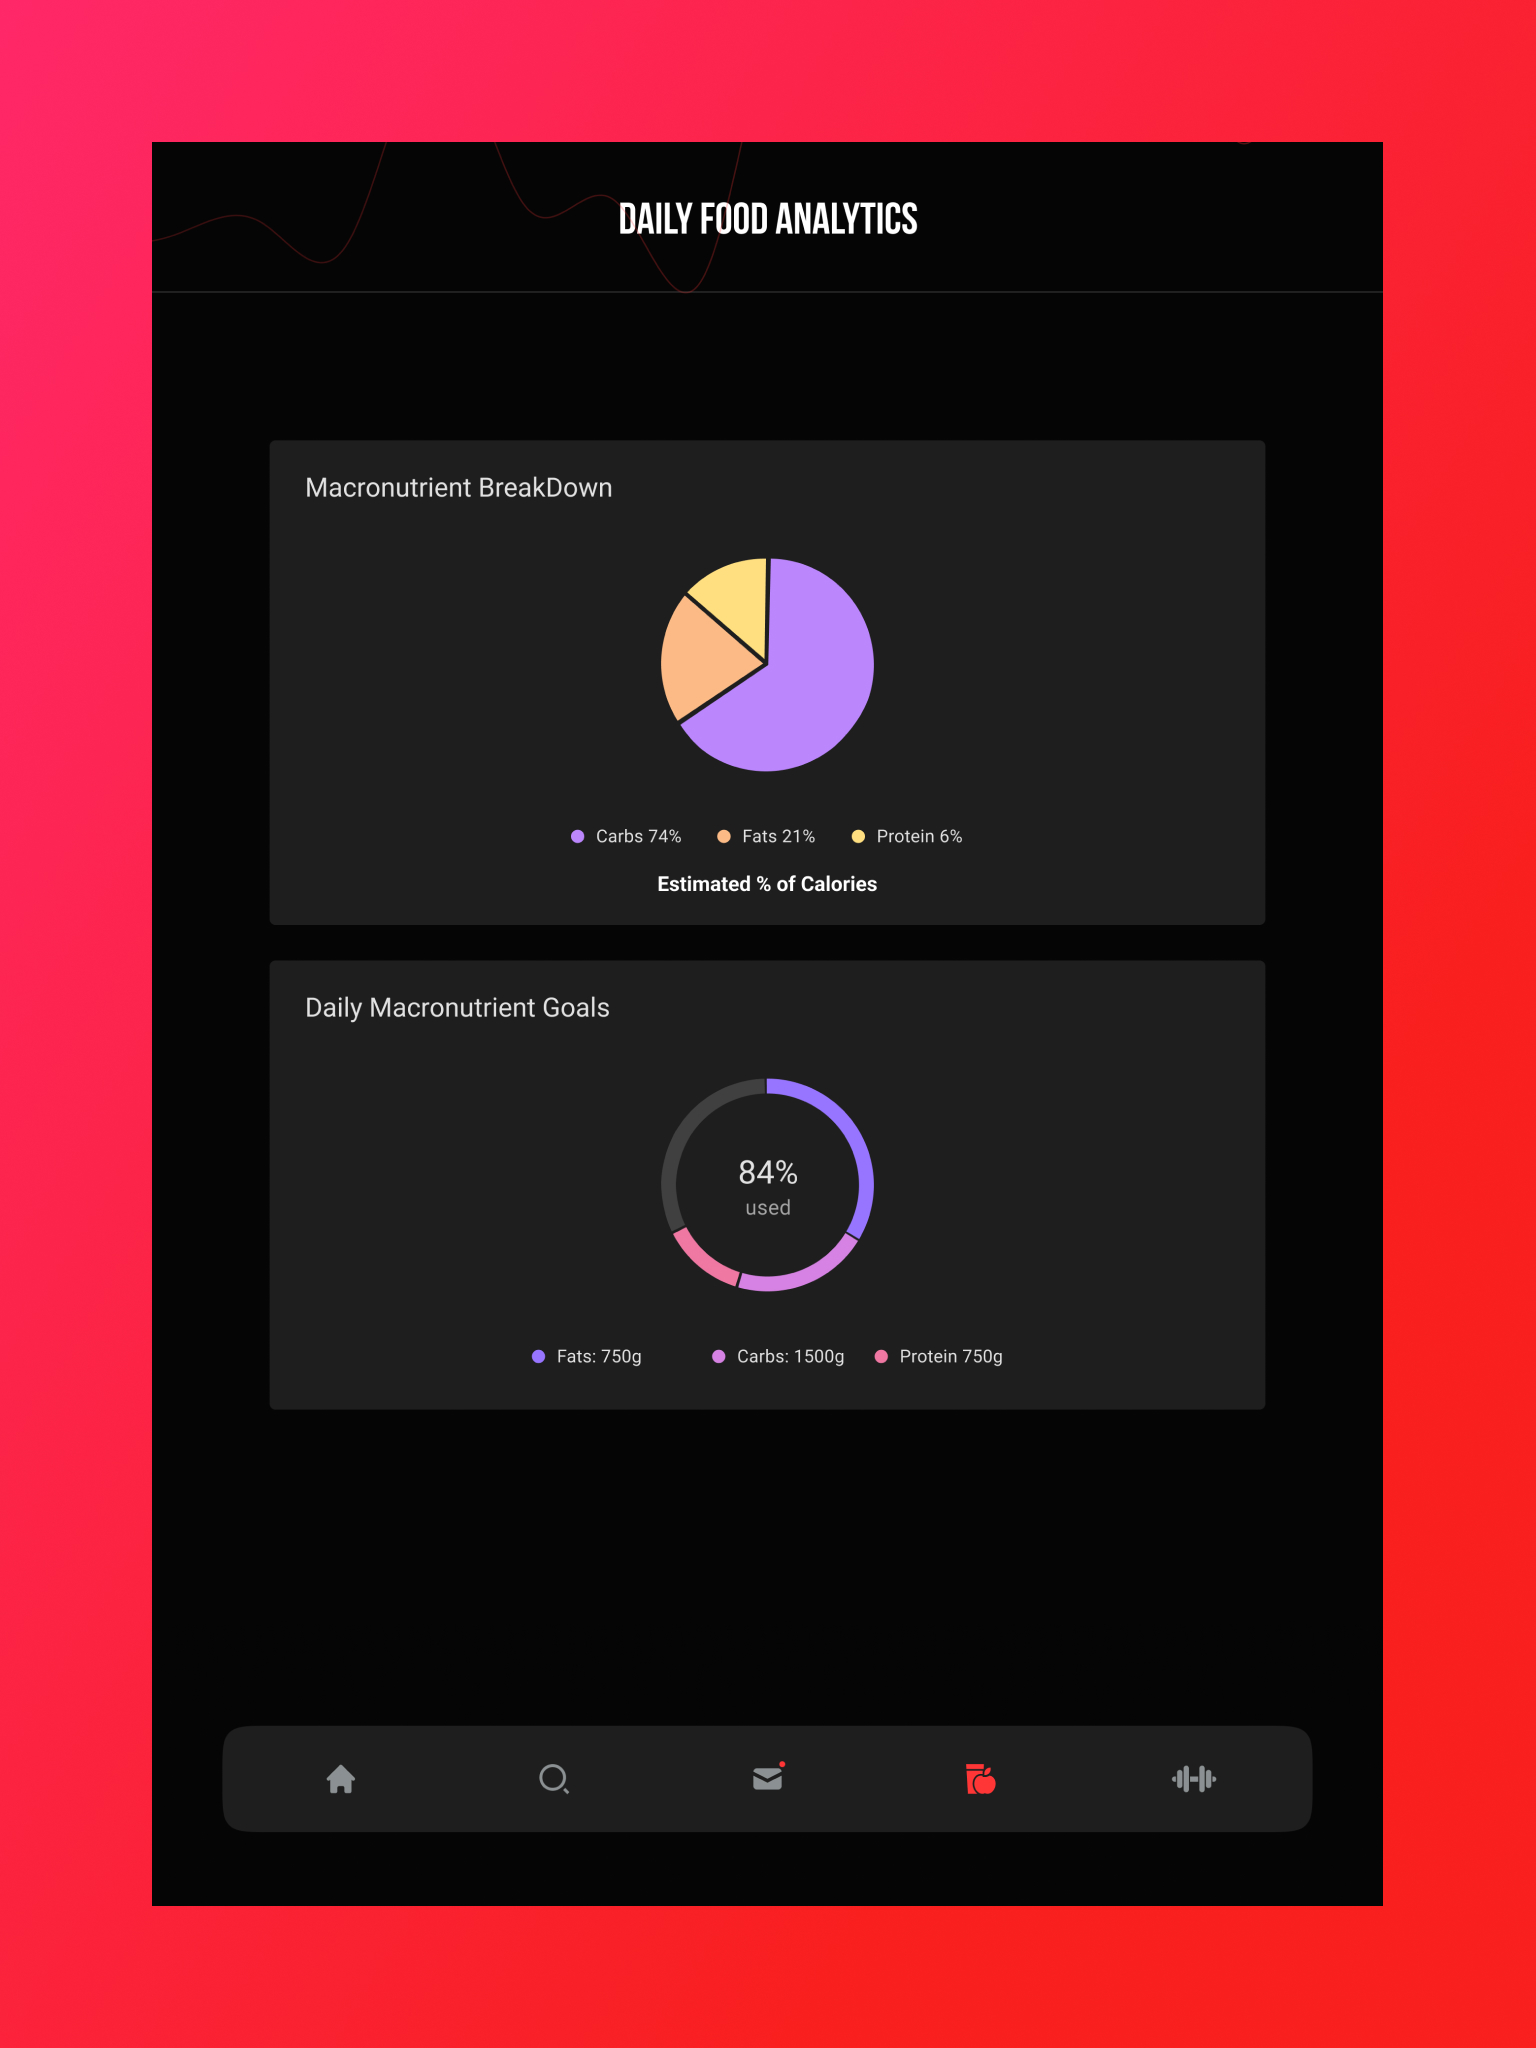 DAILY FOOD ANALYTICS
Macronutrient BreakDown
Carbs 74% Fats 21% Protein 6%
Estimated % of Calories
Daily Macronutrient Goals
84%
used
Fats: 750g Carbs: 1500g Protein 750g